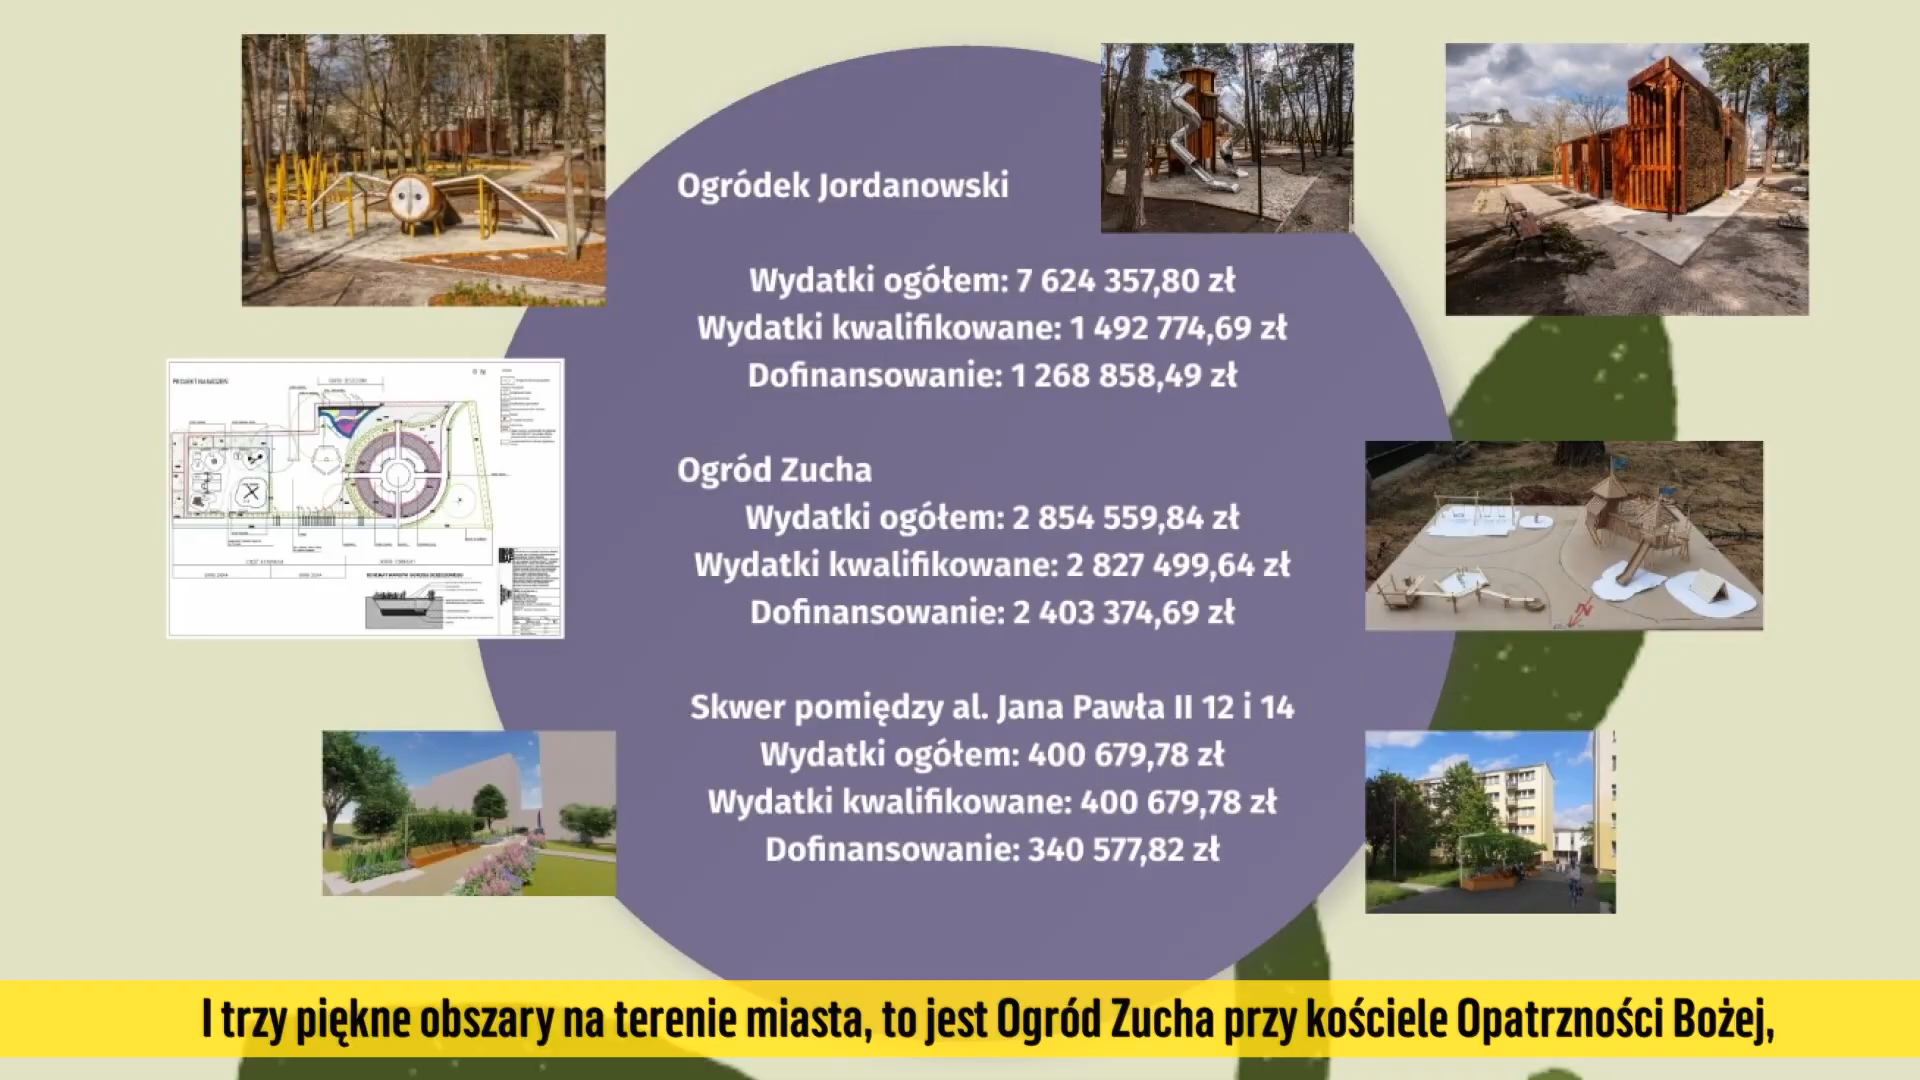 Ogródek Jordanowski
Wydatki ogółem: 7 624 357,80 zł
Wydatki kwalifikowane: 1 492 774,69 zł
Dofinansowanie: 1 268 858,49 zł
Ogród Zucha
Wydatki ogółem: 2 854 559,84 zł
Wydatki kwalifikowane: 2 827 499,64 zł
Dofinansowanie: 2 403 374,69 zł
Skwer pomiędzy al. Jana Pawła II 12 i 14
Wydatki ogółem: 400 679,78 zł
Wydatki kwalifikowane: 400 679,78 zł
Dofinansowanie: 340 577,82 zł
I trzy piękne obszary na terenie miasta, to jest Ogród Zucha przy kościele Opatrzności Bożej,